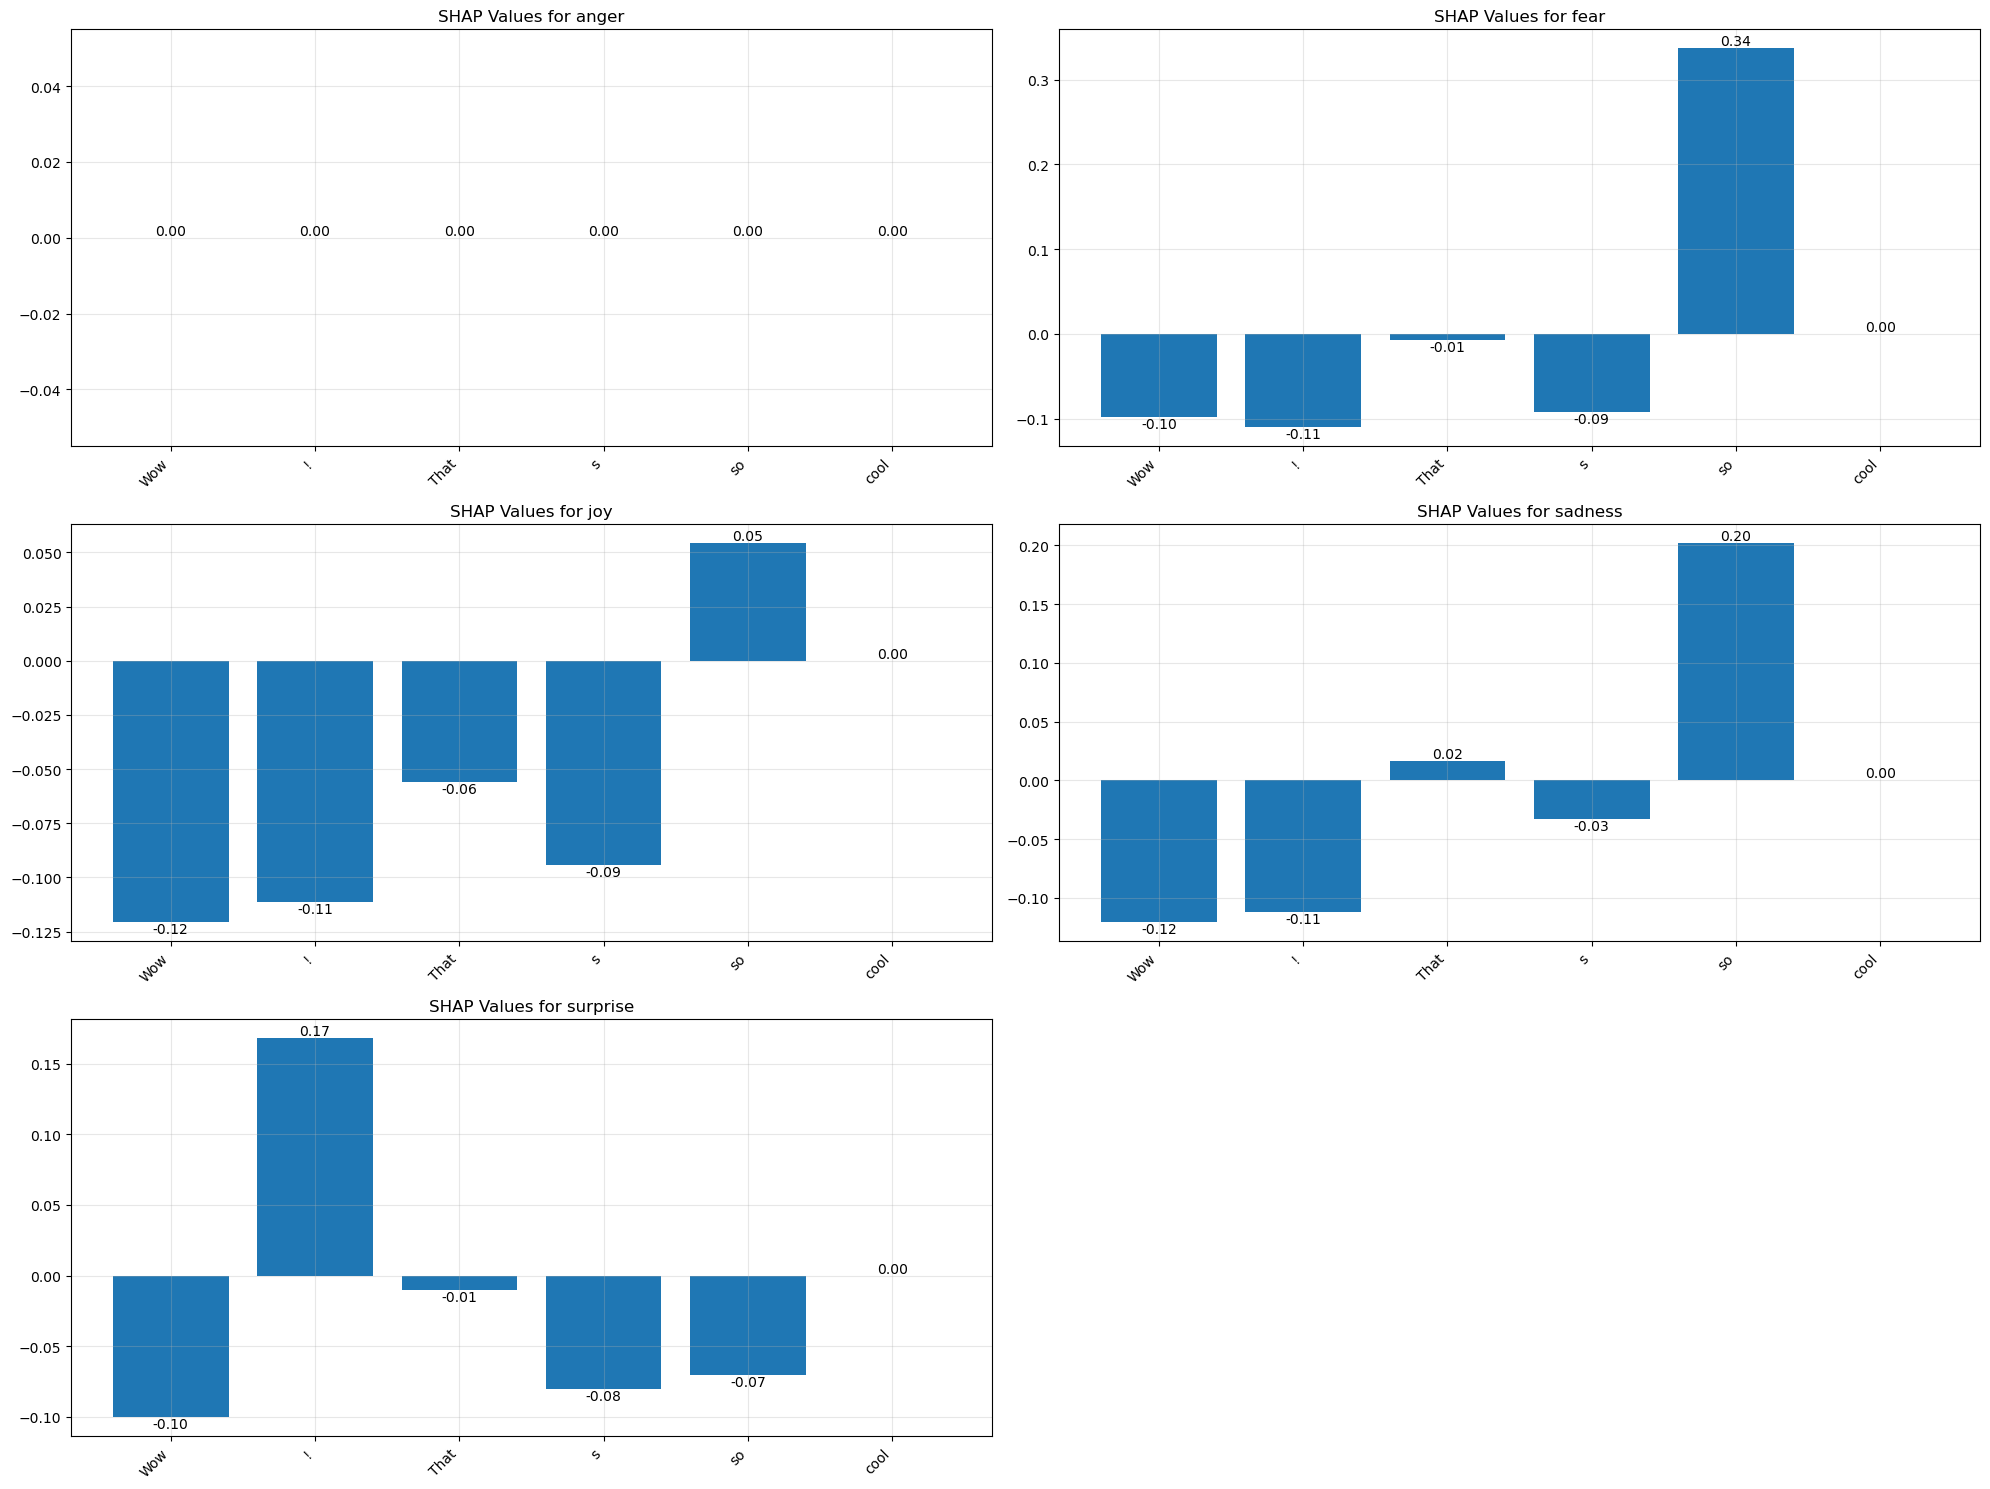 SHAP Values for anger
0.04
0.02
0.00
−0.02
−0.04
0.00 0.00 0.00 0.00 0.00 0.00
Wow ! That s so cool
SHAP Values for fear
0.3
0.2
0.1
0.0
−0.1
-0.10 -0.11 -0.01 -0.09 0.34 0.00
Wow ! That s so cool
SHAP Values for joy
0.050
0.025
0.000
−0.025
−0.050
−0.075
−0.100
−0.125
-0.12 -0.11 -0.06 -0.09 0.05 0.00
Wow ! That s so cool
SHAP Values for sadness
0.20
0.15
0.10
0.05
0.00
−0.05
−0.10
-0.12 -0.11 0.02 -0.03 0.20 0.00
Wow ! That s so cool
SHAP Values for surprise
0.15
0.10
0.05
0.00
−0.05
−0.10
-0.10 0.17 -0.01 -0.08 -0.07 0.00
Wow ! That s so cool